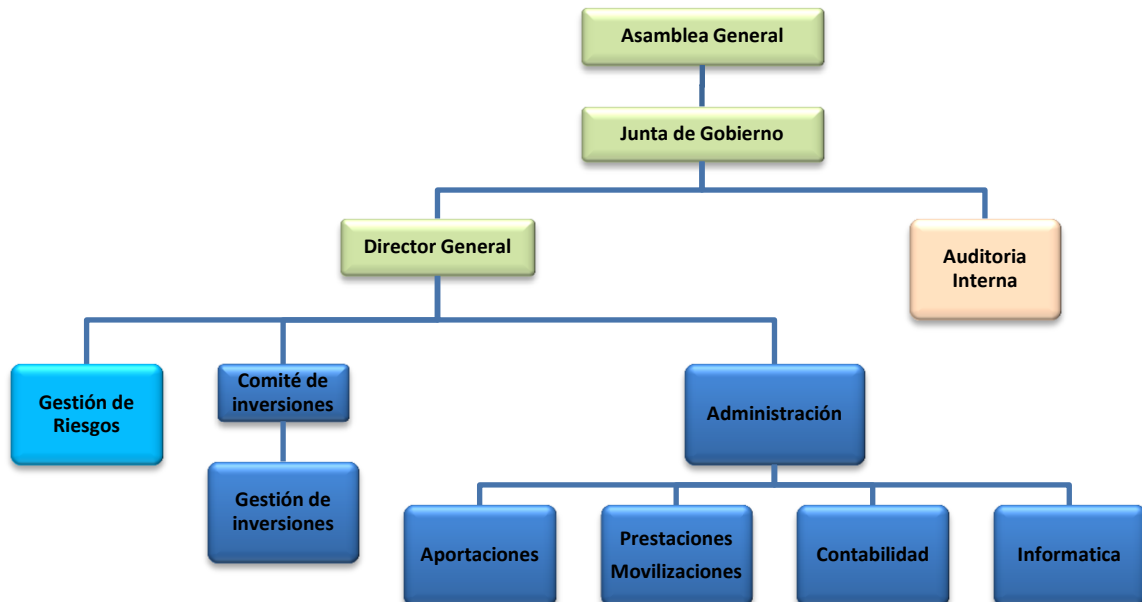 Asamblea General
Junta de Gobierno
Director General
Auditoria
Interna
Gestión de
Riesgos
Comité de
inversiones
Administración
Gestión de
inversiones
Aportaciones
Prestaciones
Movilizaciones
Contabilidad
Informatica